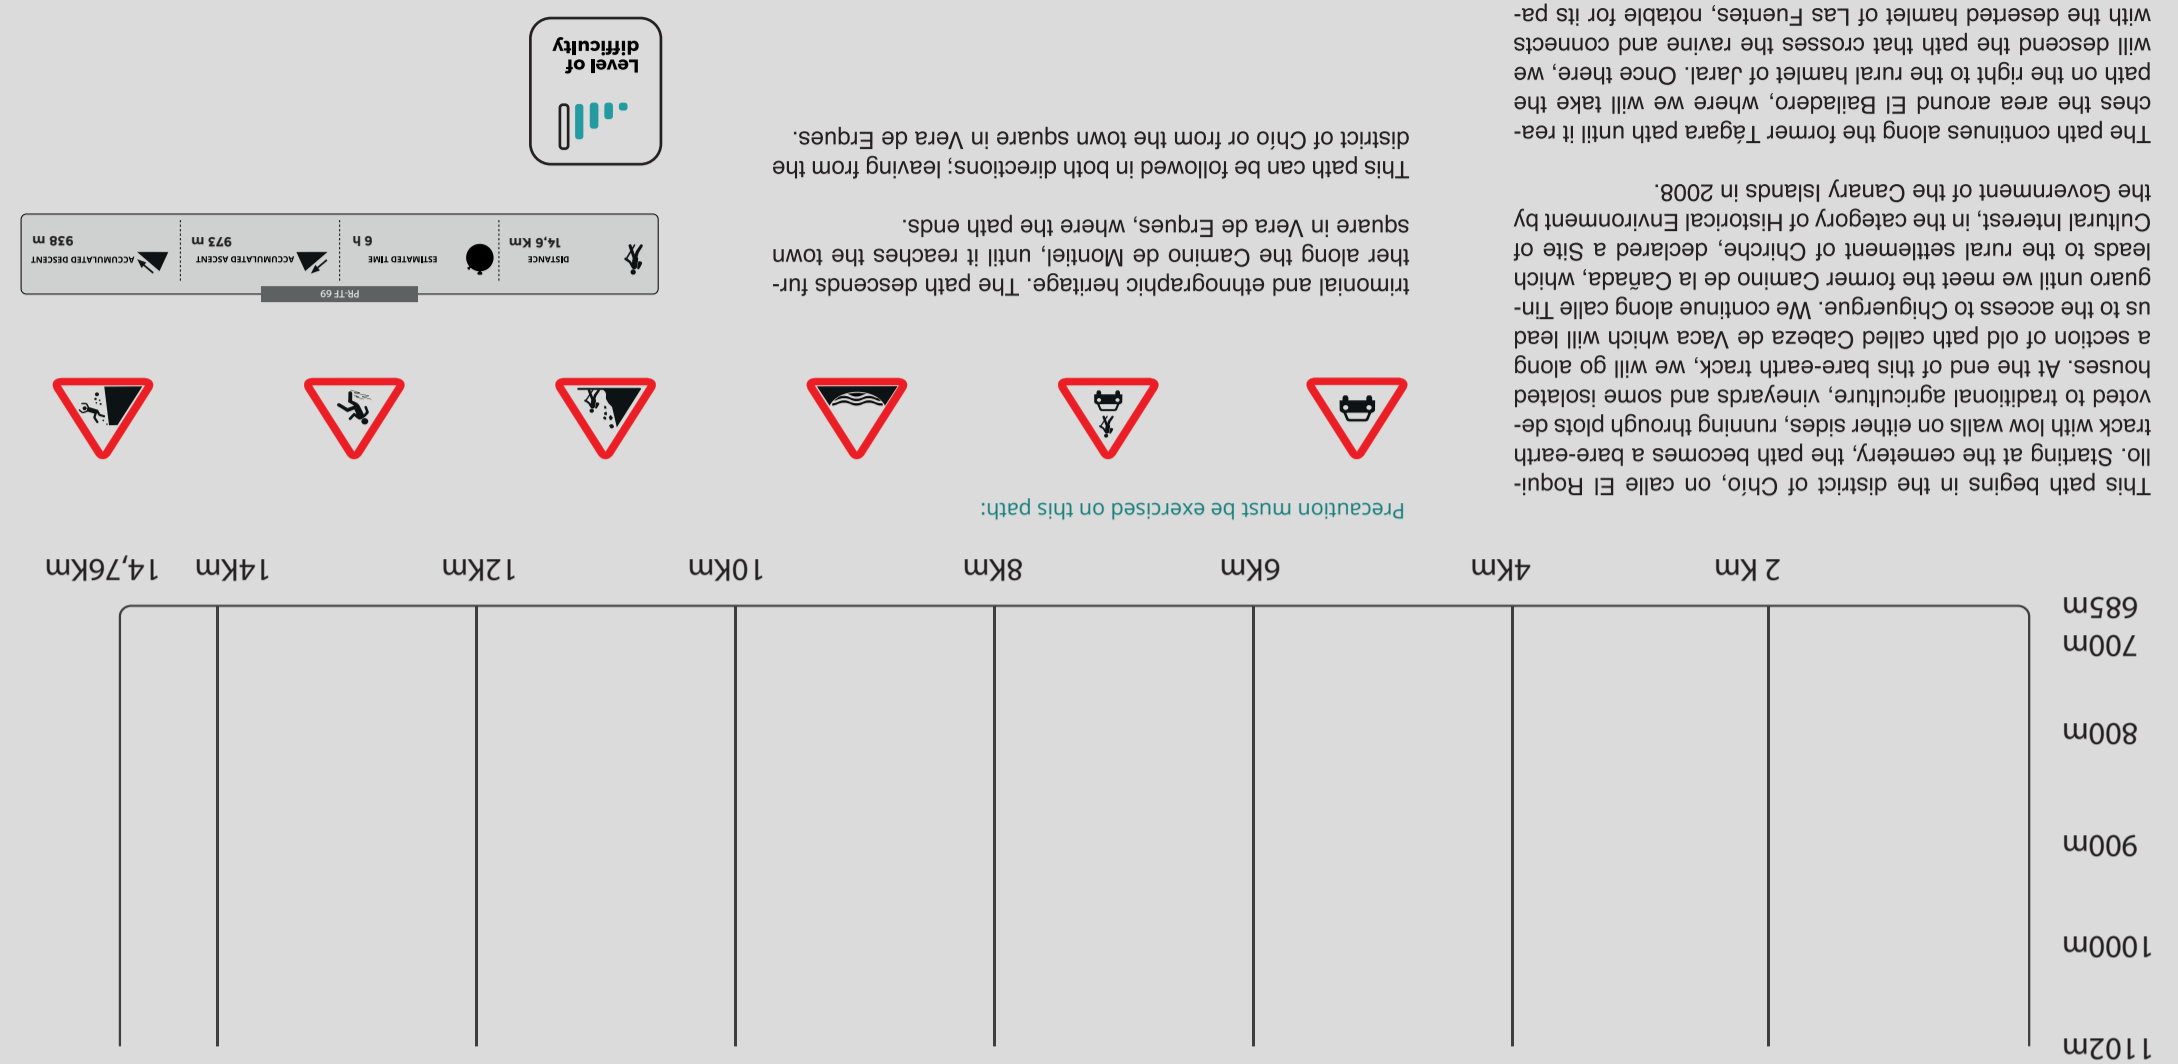 1102m
1000m
900m
800m
700m
685m
2 Km
4Km
6Km
8Km
10Km
12Km
14Km
14,76Km
This path begins in the district of Chío, on calle El Roqui-
llo. Starting at the cemetery, the path becomes a bare-earth
track with low walls on either sides, running through plots de-
voted to traditional agriculture, vineyards and some isolated
houses. At the end of this bare-earth track, we will go along
a section of old path called Cabeza de Vaca which will lead
us to the access to Chiguergue. We continue along calle Tin-
guaro until we meet the former Camino de la Cañada, which
leads to the rural settlement of Chirche, declared a Site of
Cultural Interest, in the category of Historical Environment by
the Government of the Canary Islands in 2008.
The path continues along the former Tágara path until it rea-
ches the area around El Bailadero, where we will take the
path on the right to the rural hamlet of Jaral. Once there, we
will descend the path that crosses the ravine and connects
with the deserted hamlet of Las Fuentes, notable for its pa-
Precaution must be exercised on this path:
trimonial and ethnographic heritage. The path descends fur-
ther along the Camino de Montiel, until it reaches the town
square in Vera de Erques, where the path ends.
This path can be followed in both directions; leaving from the
district of Chío or from the town square in Vera de Erques.
PR-TF 69
DISTANCE
14,6 Km
ESTIMATED TIME
6 h
ACCUMULATED ASCENT
973 m
ACCUMULATED DESCENT
938 m
Level of
difficulty